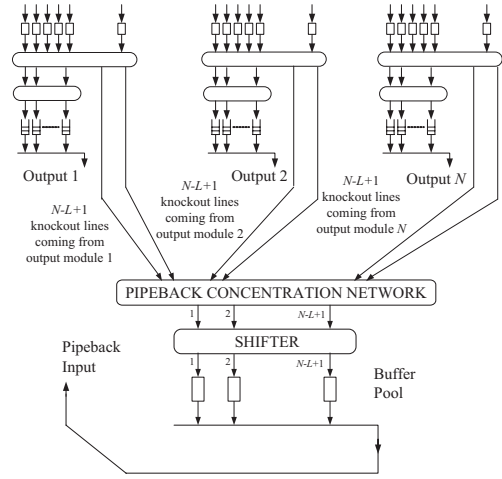 Output 1
Output 2
Output N
N-L+1
knockout lines
coming from
output module 1
N-L+1
knockout lines
coming from
output module 2
N-L+1
knockout lines
coming from
output module N
PIPEBACK CONCENTRATION NETWORK
1 2 N-L+1
SHIFTER
1 2 N-L+1
Pipeback
Input
Buffer
Pool